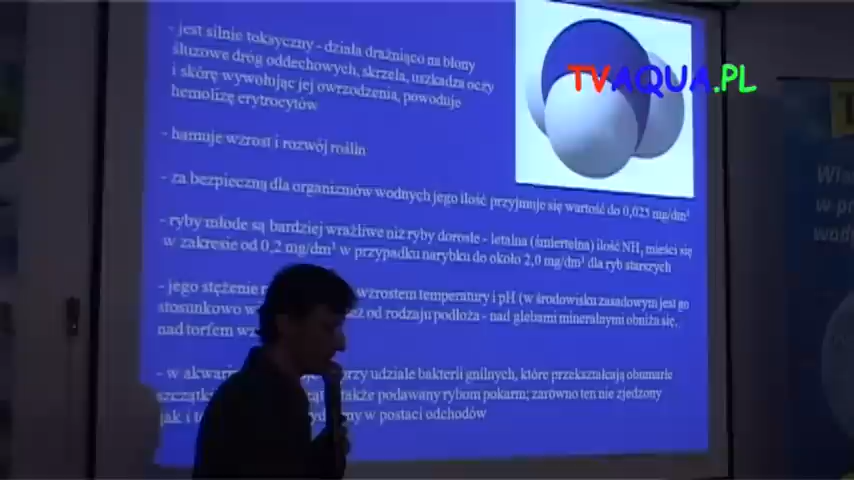 - jest silnie toksyczny - działa drażniąco na błony
śluzowe dróg oddechowych, skrzela, uszkadza oczy
i skórę wywołując jej owrzodzenia, powoduje
hemolizę erytrocytów
TVAQUA.PL
- hamuje wzrost i rozwój roślin
- za bezpieczną dla organizmów wodnych jego ilość przyjmuje się wartość do 0,025 mg/dm³
- ryby młode są bardziej wrażliwe niż ryby dorosłe - letalna (śmiertelna) ilość NH₃ mieści się
w zakresie od 0,2 mg/dm³ w przypadku narybku do około 2,0 mg/dm³ dla ryb starszych
- jego stężenie wzrostem temperatury i pH (w środowisku zasadowym jest go
stosunkowo od rodzaju podłoża - nad glebami mineralnymi obniża się,
nad torfem
- w przy udziale bakterii gnilnych, które przekształcają obumarłe
także podawany rybom pokarm; zarówno ten nie zjedzony
jak i w postaci odchodów